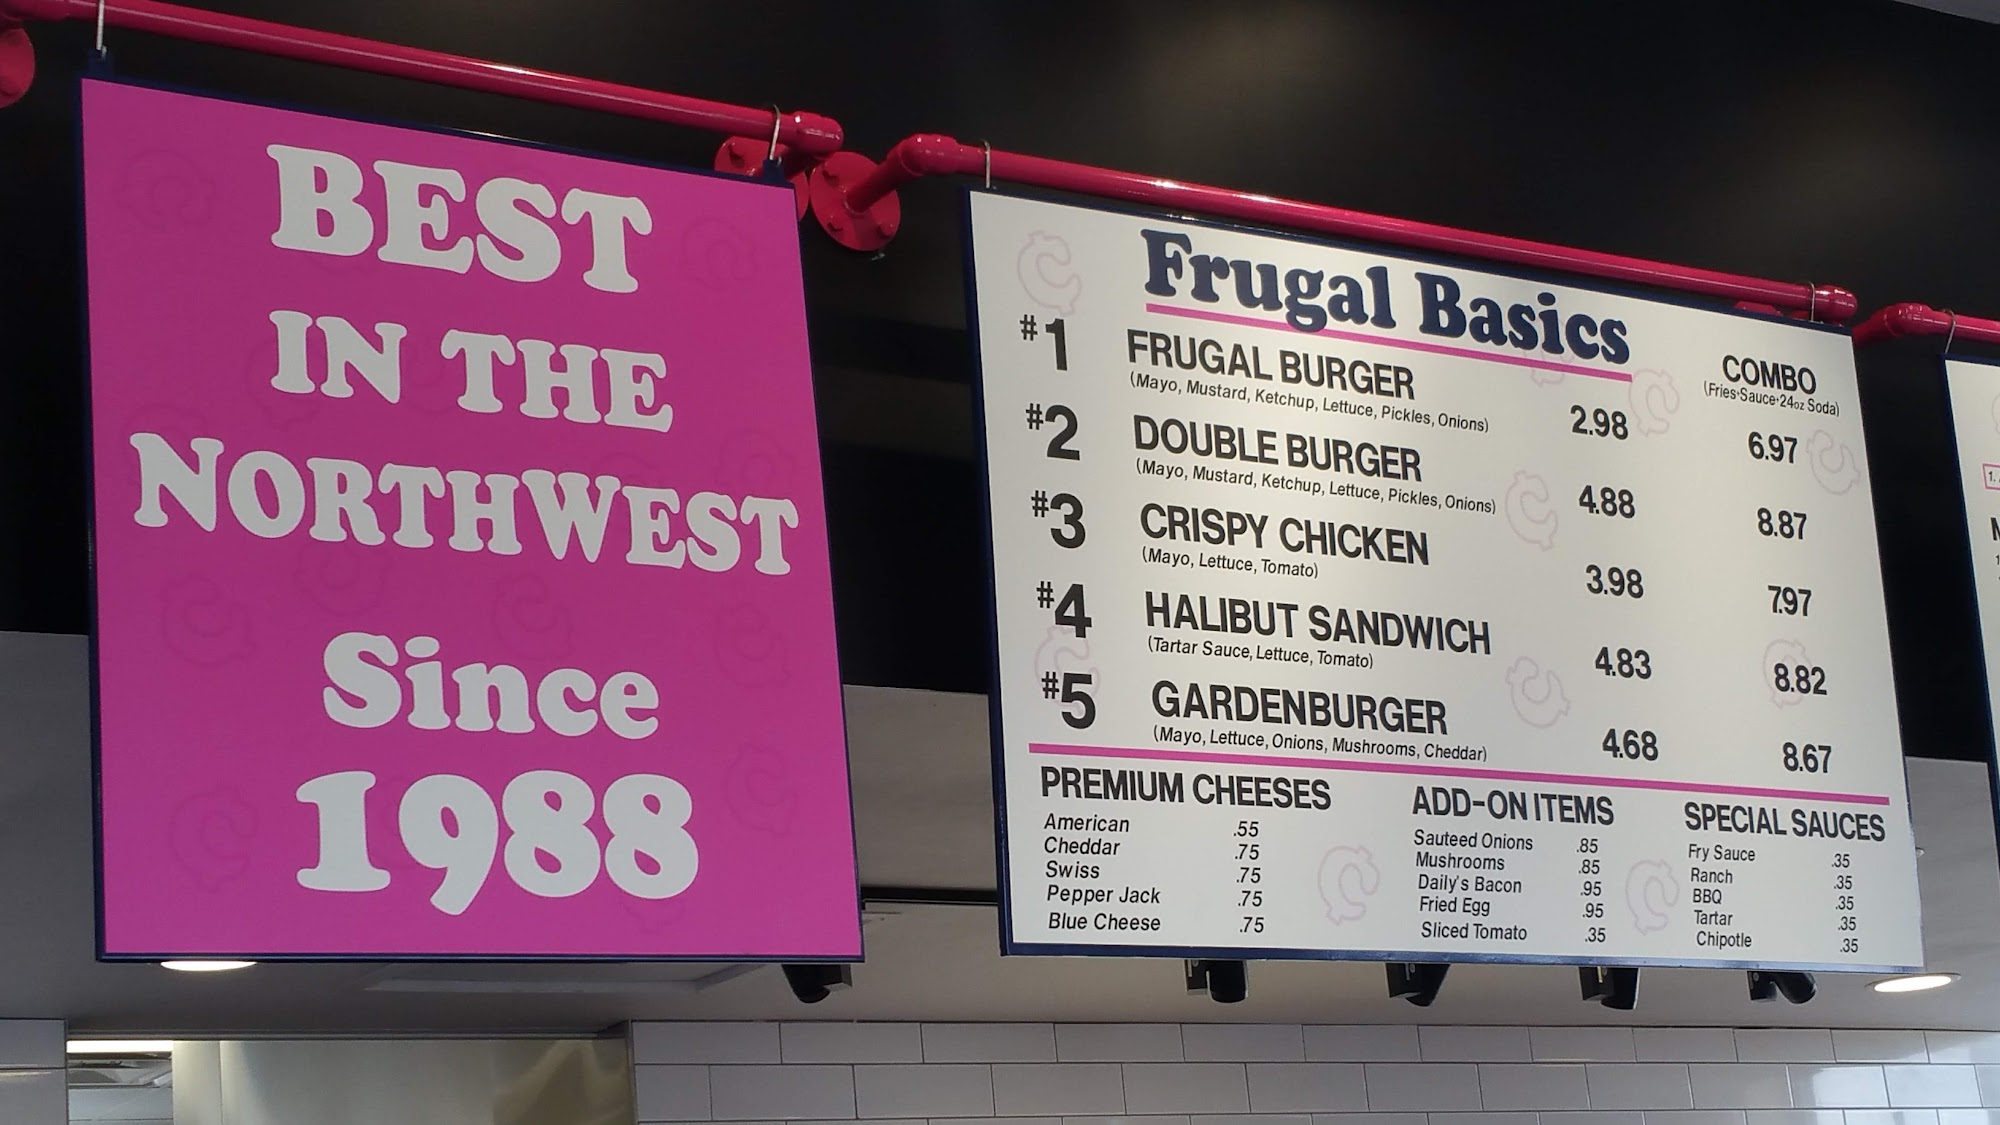 BEST
IN THE
NORTHWEST
Since
1988
Frugal Basics
COMBO
(Fries•Sauce•24oz Soda)
#1 FRUGAL BURGER 2.98 6.97
(Mayo, Mustard, Ketchup, Lettuce, Pickles, Onions)
#2 DOUBLE BURGER 4.88 8.87
(Mayo, Mustard, Ketchup, Lettuce, Pickles, Onions)
#3 CRISPY CHICKEN 3.98 7.97
(Mayo, Lettuce, Tomato)
#4 HALIBUT SANDWICH 4.83 8.82
(Tartar Sauce, Lettuce, Tomato)
#5 GARDENBURGER 4.68 8.67
(Mayo, Lettuce, Onions, Mushrooms, Cheddar)
PREMIUM CHEESES
American .55
Cheddar .75
Swiss .75
Pepper Jack .75
Blue Cheese .75
ADD-ON ITEMS
Sauteed Onions .85
Mushrooms .85
Daily's Bacon .95
Fried Egg .95
Sliced Tomato .35
SPECIAL SAUCES
Fry Sauce .35
Ranch .35
BBQ .35
Tartar .35
Chipotle .35